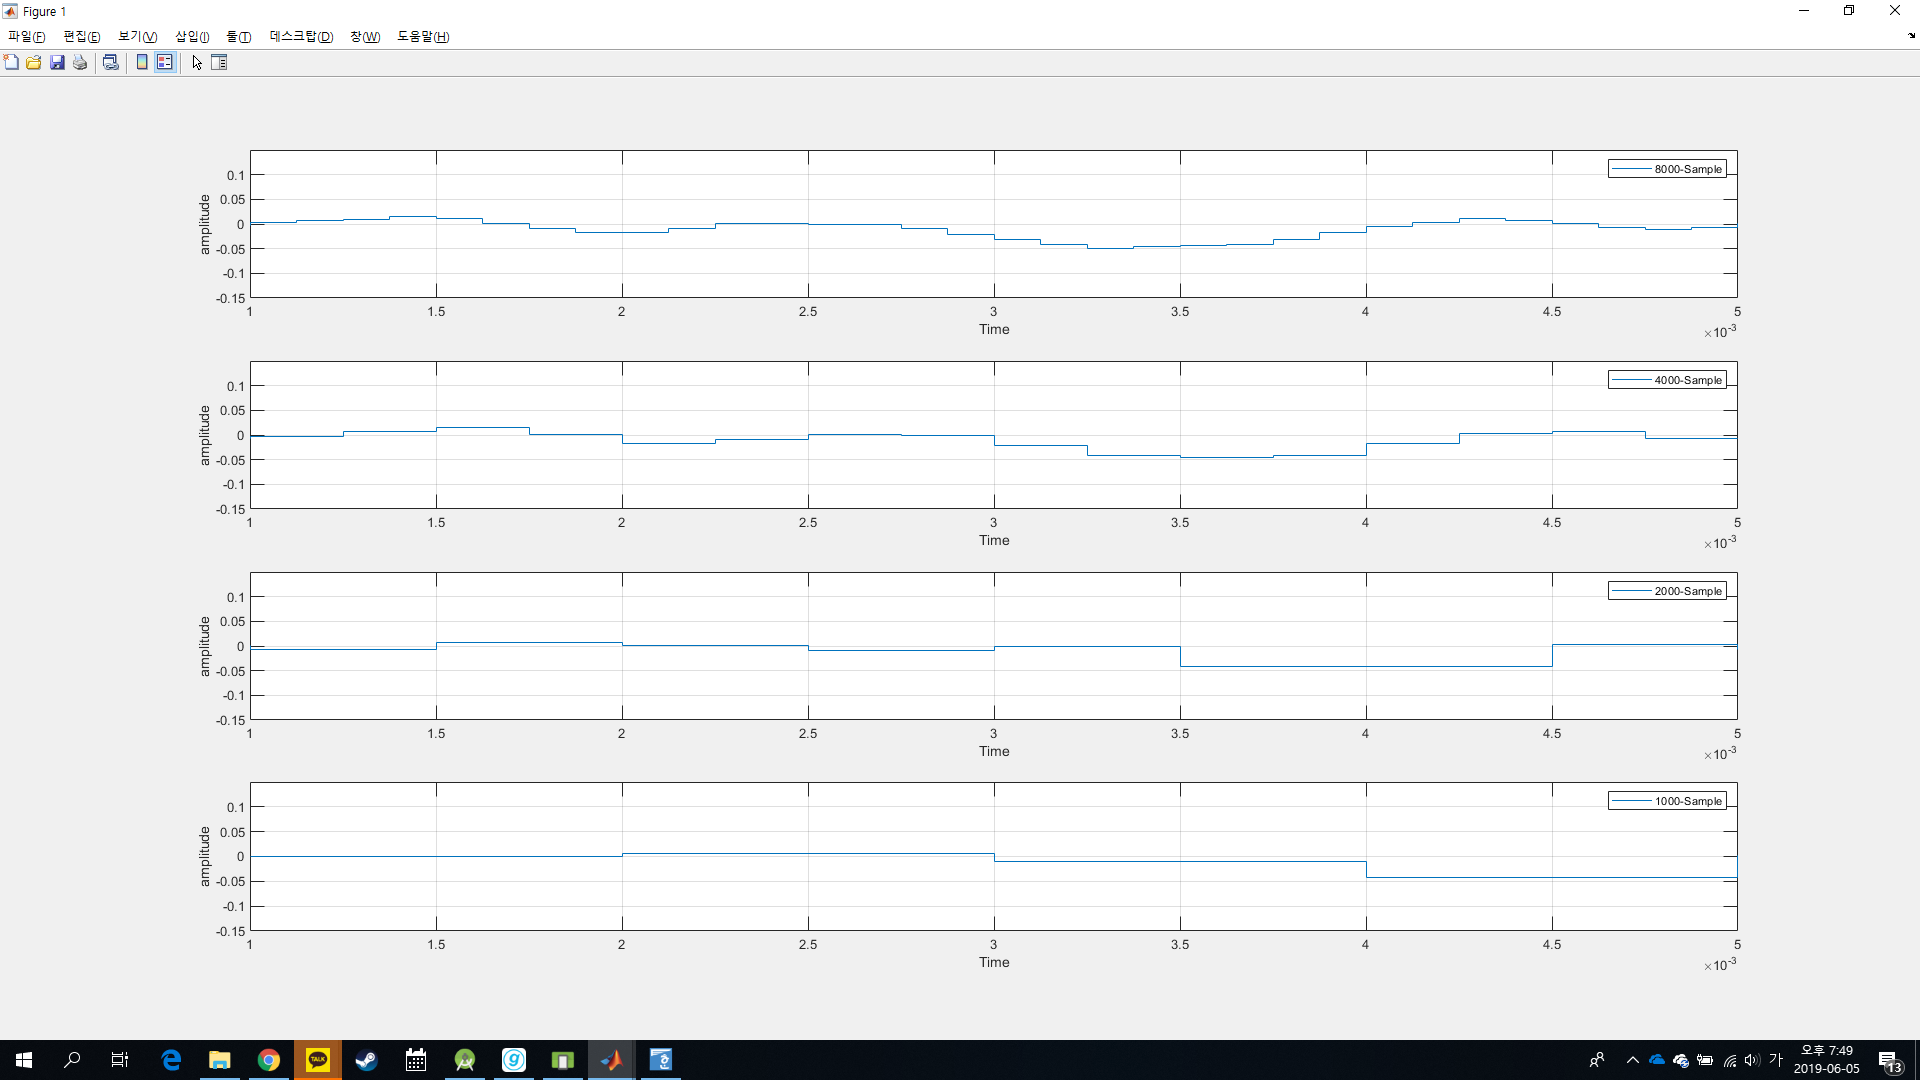 Figure 1
파일(F) 편집(E) 보기(V) 삽입(I) 툴(T) 데스크탑(D) 창(W) 도움말(H)
8000-Sample
amplitude
0.1
0.05
0
-0.05
-0.1
-0.15
1 1.5 2 2.5 3 3.5 4 4.5 5
Time
×10-3
4000-Sample
amplitude
0.1
0.05
0
-0.05
-0.1
-0.15
1 1.5 2 2.5 3 3.5 4 4.5 5
Time
×10-3
2000-Sample
amplitude
0.1
0.05
0
-0.05
-0.1
-0.15
1 1.5 2 2.5 3 3.5 4 4.5 5
Time
×10-3
1000-Sample
amplitude
0.1
0.05
0
-0.05
-0.1
-0.15
1 1.5 2 2.5 3 3.5 4 4.5 5
Time
×10-3
TALK
가
오후 7:49
2019-06-05
13